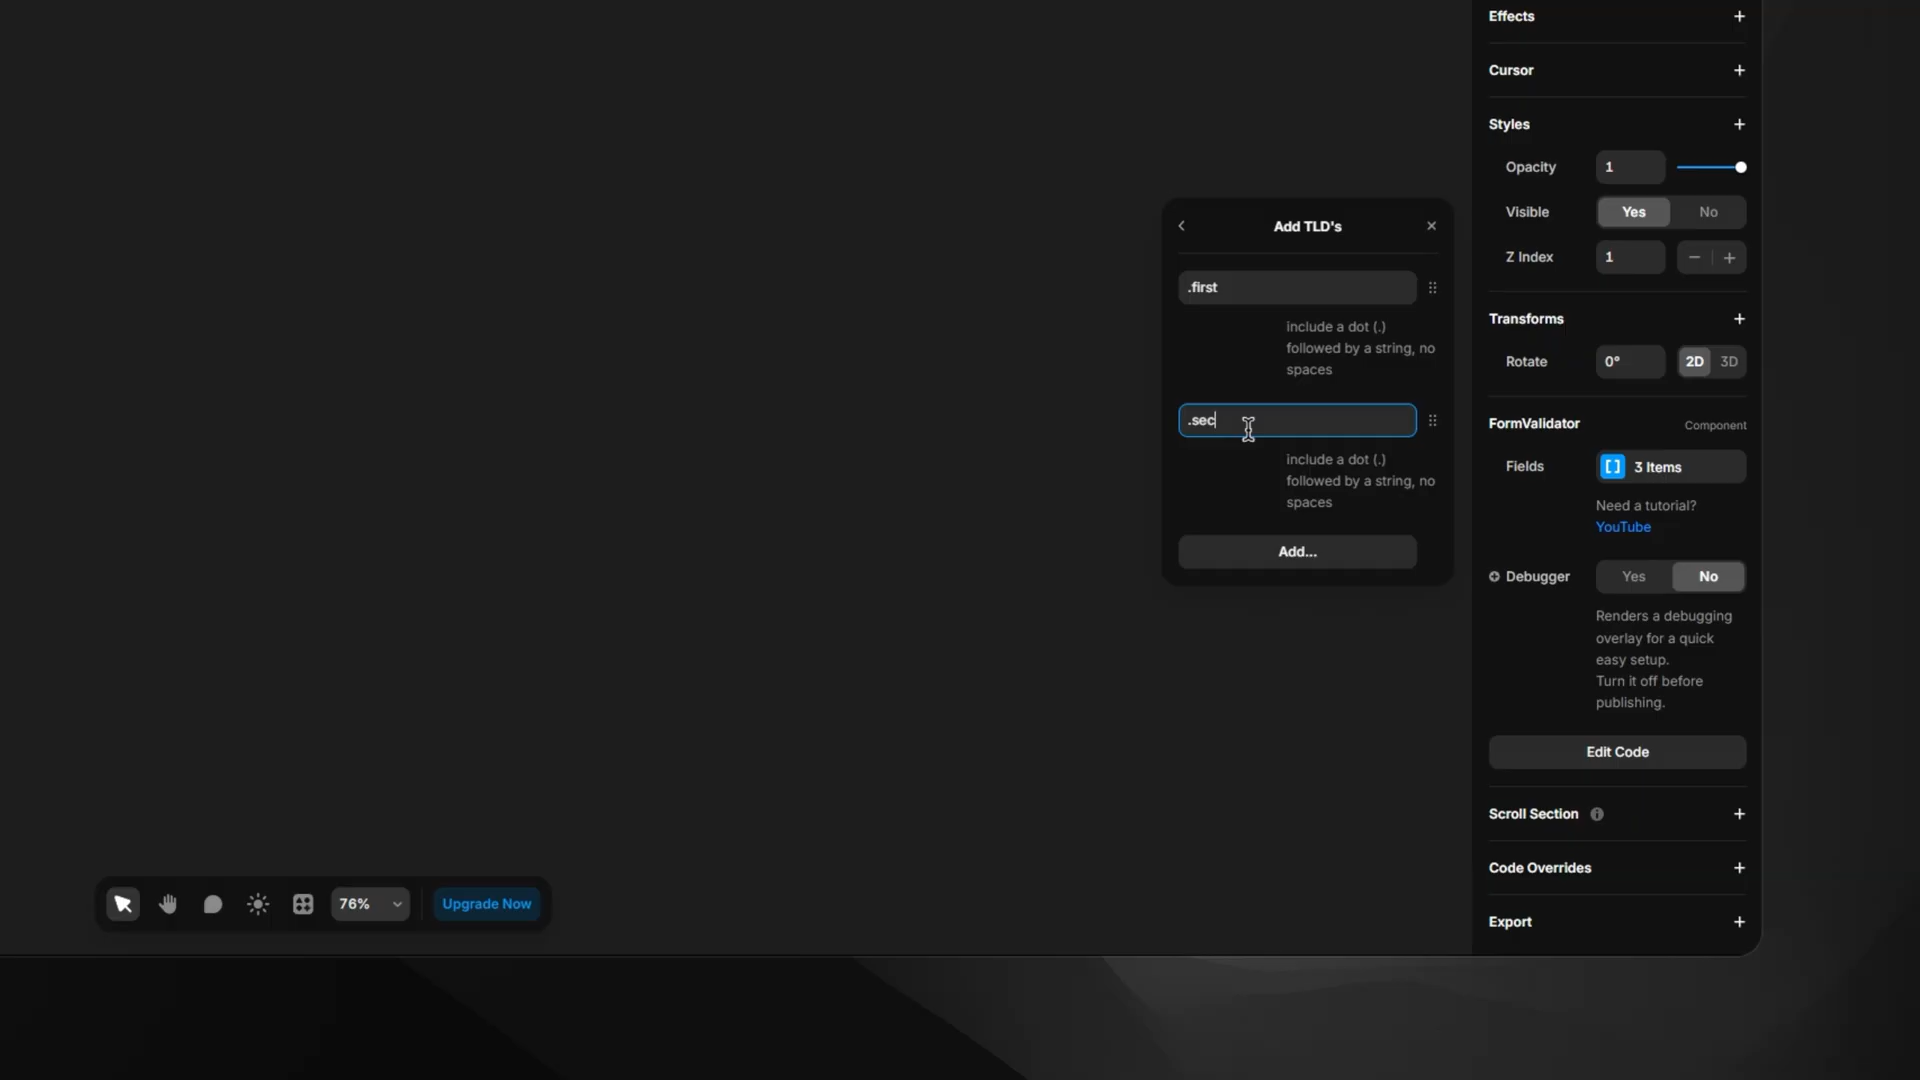 Effects
Cursor
Styles
Opacity 1
Visible Yes No
Z Index 1
Transforms
Rotate 0° 2D 3D
FormValidator Component
Fields 3 Items
Need a tutorial?
YouTube
Debugger Yes No
Renders a debugging
overlay for a quick
easy setup.
Turn it off before
publishing.
Edit Code
Scroll Section
Code Overrides
Export
Add TLD's
.first
include a dot (.)
followed by a string, no
spaces
.sec
include a dot (.)
followed by a string, no
spaces
Add...
76% Upgrade Now